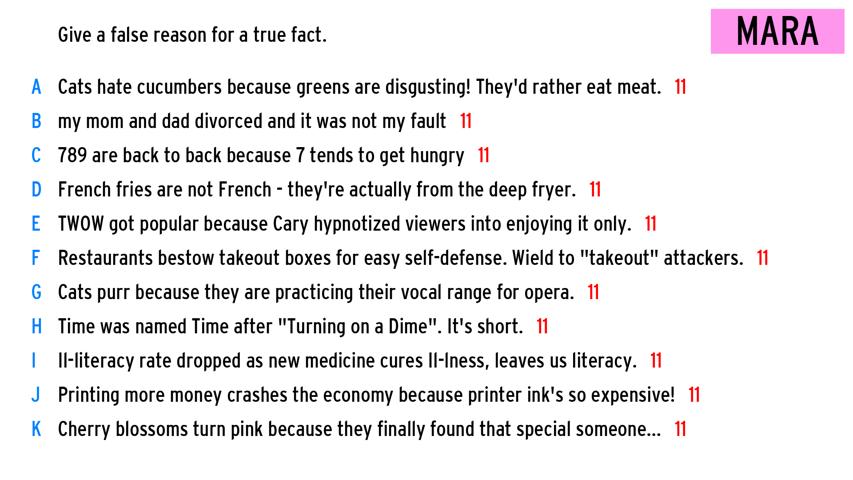 Give a false reason for a true fact.
MARA
A Cats hate cucumbers because greens are disgusting! They'd rather eat meat. 11
B my mom and dad divorced and it was not my fault 11
C 789 are back to back because 7 tends to get hungry 11
D French fries are not French - they're actually from the deep fryer. 11
E TWOW got popular because Cary hypnotized viewers into enjoying it only. 11
F Restaurants bestow takeout boxes for easy self-defense. Wield to "takeout" attackers. 11
G Cats purr because they are practicing their vocal range for opera. 11
H Time was named Time after "Turning on a Dime". It's short. 11
I Il-literacy rate dropped as new medicine cures Il-lness, leaves us literacy. 11
J Printing more money crashes the economy because printer ink's so expensive! 11
K Cherry blossoms turn pink because they finally found that special someone... 11